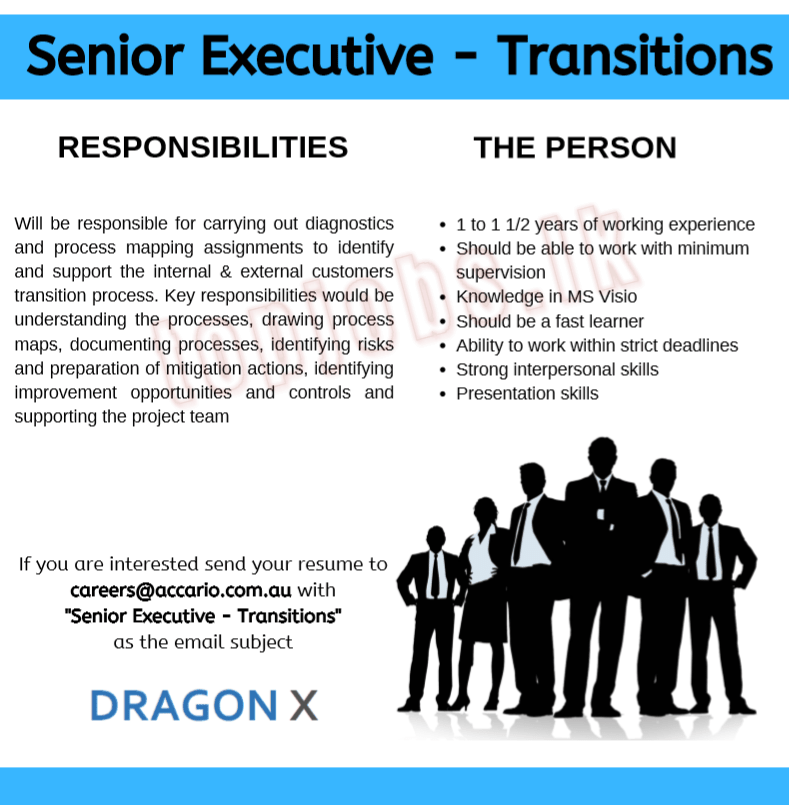 Senior Executive - Transitions
RESPONSIBILITIES
Will be responsible for carrying out diagnostics
and process mapping assignments to identify
and support the internal & external customers
transition process. Key responsibilities would be
understanding the processes, drawing process
maps, documenting processes, identifying risks
and preparation of mitigation actions, identifying
improvement opportunities and controls and
supporting the project team
THE PERSON
• 1 to 1 1/2 years of working experience
• Should be able to work with minimum
supervision
• Knowledge in MS Visio
• Should be a fast learner
• Ability to work within strict deadlines
• Strong interpersonal skills
• Presentation skills
topjobs.lk
If you are interested send your resume to
careers@accario.com.au with
"Senior Executive - Transitions"
as the email subject
DRAGON X